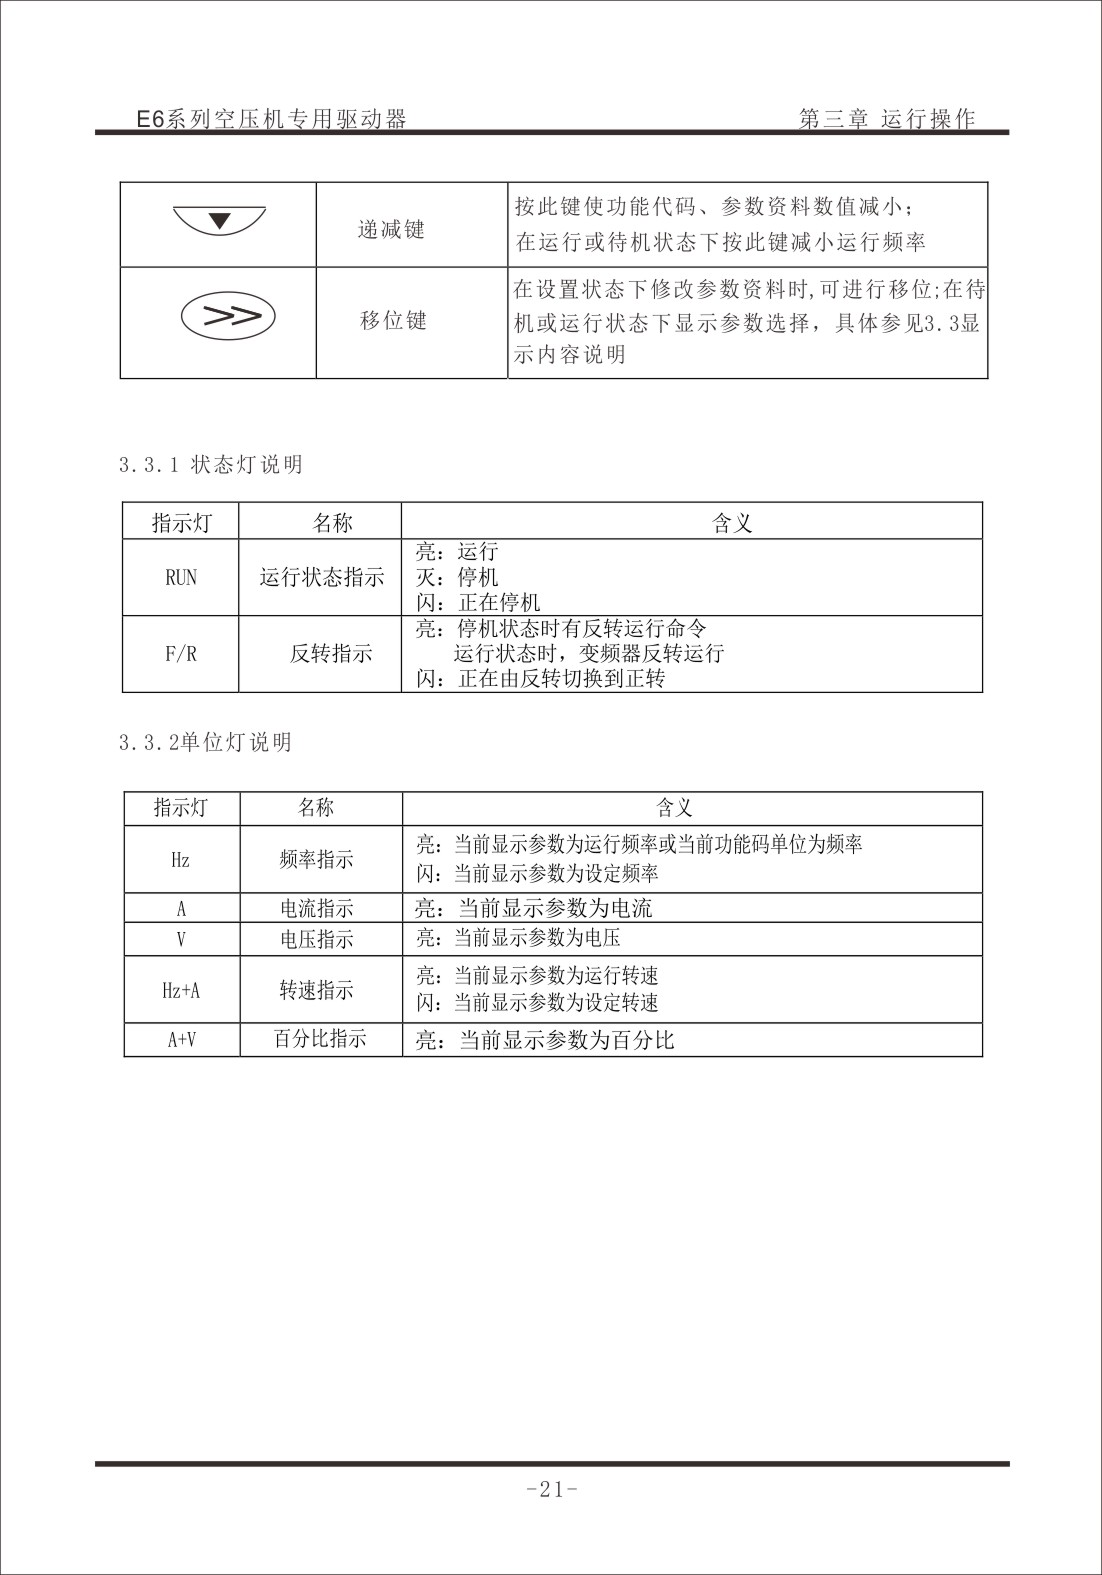 E6系列空压机专用驱动器 第三章 运行操作
递减键
按此键使功能代码、参数资料数值减小;
在运行或待机状态下按此键减小运行频率
移位键
在设置状态下修改参数资料时,可进行移位;在待
机或运行状态下显示参数选择，具体参见3.3显
示内容说明
3.3.1 状态灯说明
指示灯 名称 含义
RUN 运行状态指示
亮：运行
灭：停机
闪：正在停机
F/R 反转指示
亮：停机状态时有反转运行命令
运行状态时，变频器反转运行
闪：正在由反转切换到正转
3.3.2单位灯说明
指示灯 名称 含义
Hz 频率指示
亮：当前显示参数为运行频率或当前功能码单位为频率
闪：当前显示参数为设定频率
A 电流指示 亮：当前显示参数为电流
V 电压指示 亮：当前显示参数为电压
Hz+A 转速指示
亮：当前显示参数为运行转速
闪：当前显示参数为设定转速
A+V 百分比指示 亮：当前显示参数为百分比
-21-